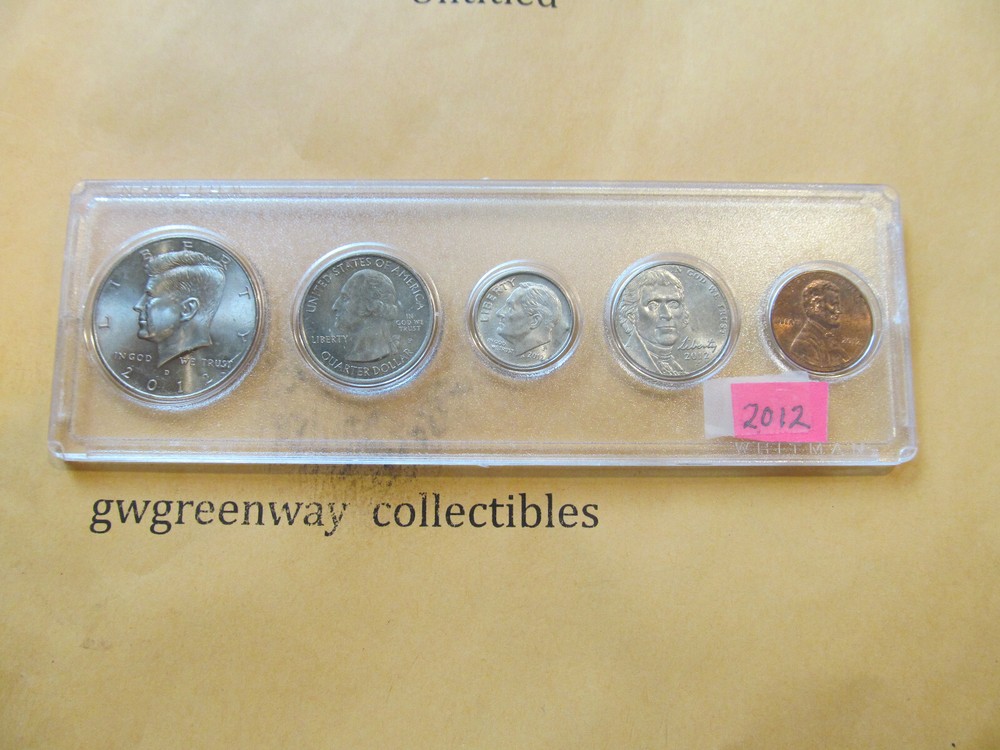 Untitled
LIBERTY
IN GOD WE TRUST
D
2012
UNITED STATES OF AMERICA
LIBERTY
IN
GOD WE
TRUST
QUARTER DOLLAR
LIBERTY
IN GOD WE TRUST
Liberty
2012
2012
WHITMAN
gwgreenway collectibles